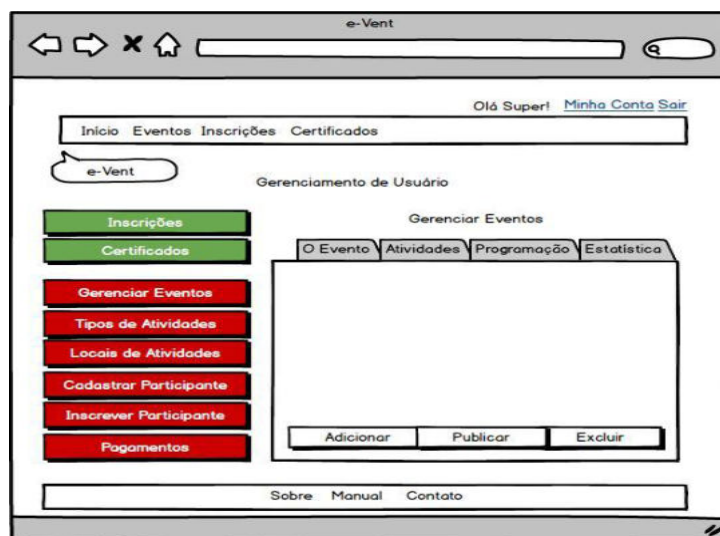 e-Vent
Olá Super! Minha Conta Sair
Início Eventos Inscrições Certificados
e-Vent
Gerenciamento de Usuário
Inscrições
Certificados
Gerenciar Eventos
Tipos de Atividades
Locais de Atividades
Cadastrar Participante
Inscrever Participante
Pagamentos
Gerenciar Eventos
O Evento Atividades Programação Estatística
Adicionar Publicar Excluir
Sobre Manual Contato